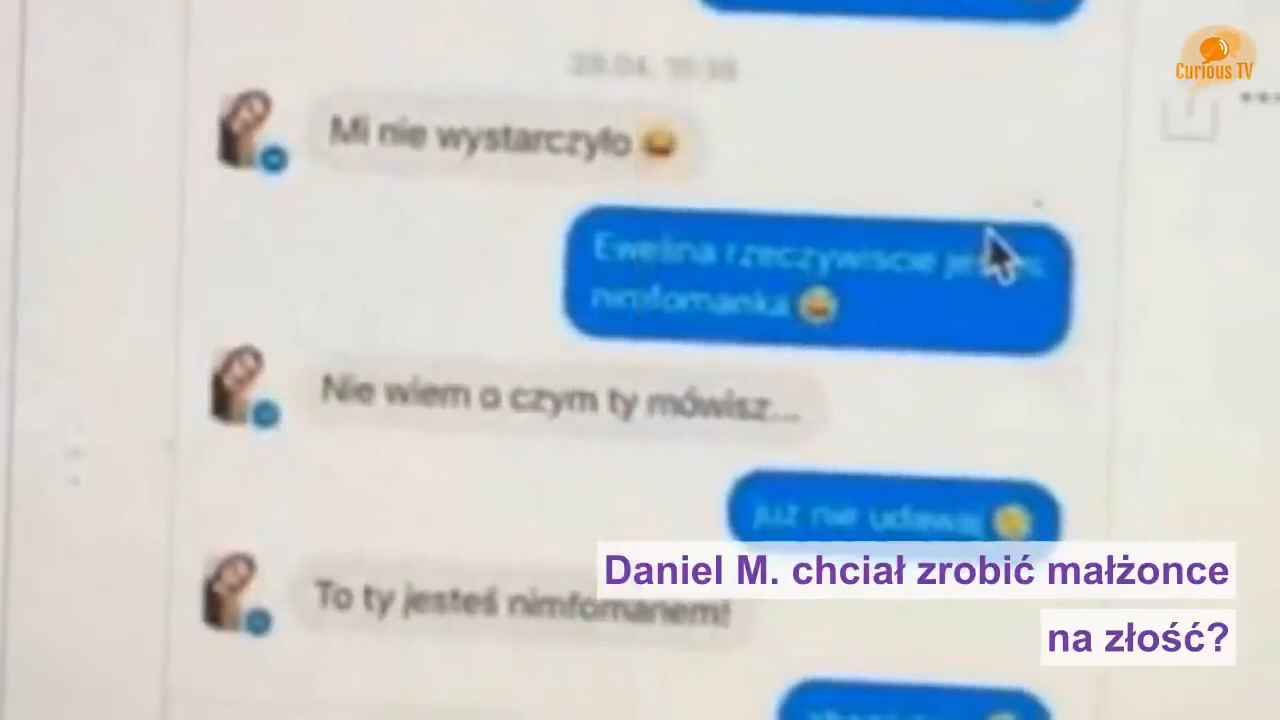 Curious TV
Mi nie wystarczyło
Ewelina rzeczywiscie
nimfomanka
Nie wiem o czym ty mówisz...
już nie udawaj
To ty jesteś nimfomanem!
Daniel M. chciał zrobić małżonce
na złość?